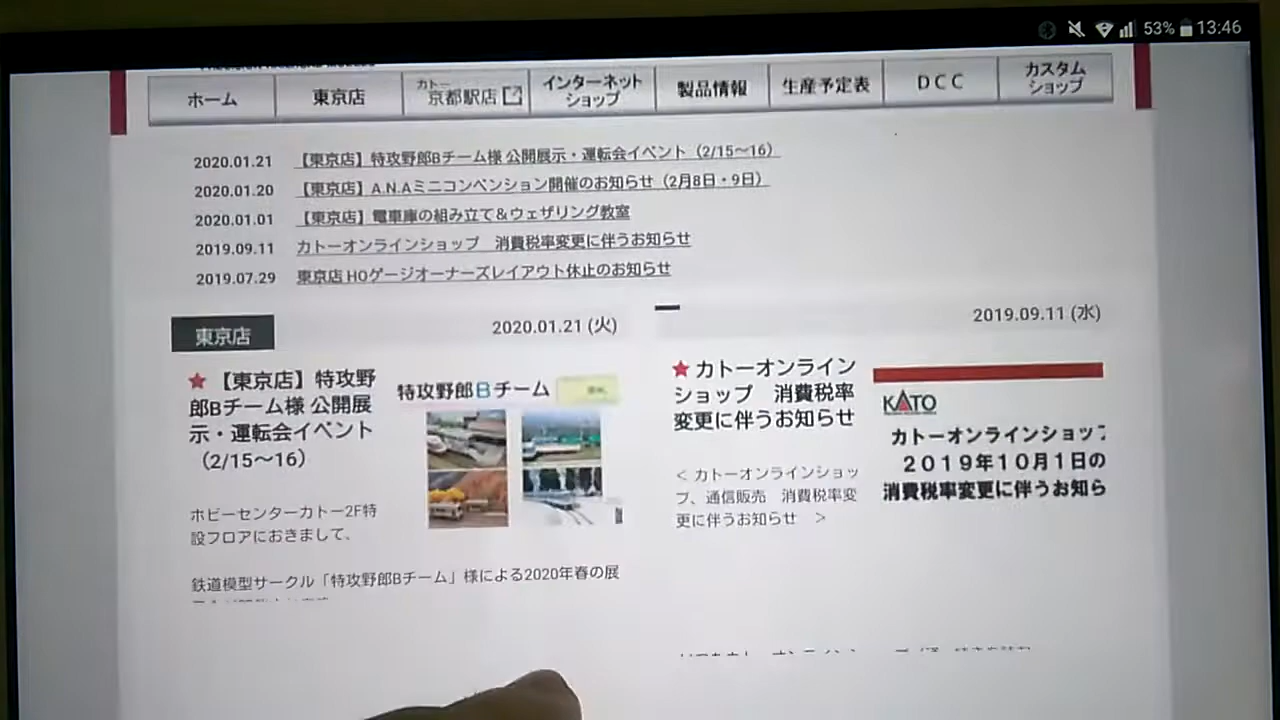 53% 13:46
ホーム
東京店
カトー
京都駅店
インターネット
ショップ
製品情報
生産予定表
DCC
カスタム
ショップ
2020.01.21 【東京店】特攻野郎Bチーム様 公開展示・運転会イベント（2/15〜16）
2020.01.20 【東京店】A.N.Aミニコンベンション開催のお知らせ（2月8日・9日）
2020.01.01 【東京店】電車庫の組み立て＆ウェザリング教室
2019.09.11 カトーオンラインショップ　消費税率変更に伴うお知らせ
2019.07.29 東京店 HOゲージオーナーズレイアウト休止のお知らせ
東京店
2020.01.21 (火)
★【東京店】特攻野
郎Bチーム様 公開展
示・運転会イベント
（2/15〜16）
特攻野郎Bチーム
ホビーセンターカトー2F特
設フロアにおきまして、
鉄道模型サークル「特攻野郎Bチーム」様による2020年春の展
2019.09.11 (水)
★カトーオンライン
ショップ　消費税率
変更に伴うお知らせ
KATO
カトーオンラインショップ
２０１９年１０月１日の
消費税率変更に伴うお知ら
＜ カトーオンラインショッ
プ、通信販売　消費税率変
更に伴うお知らせ　＞